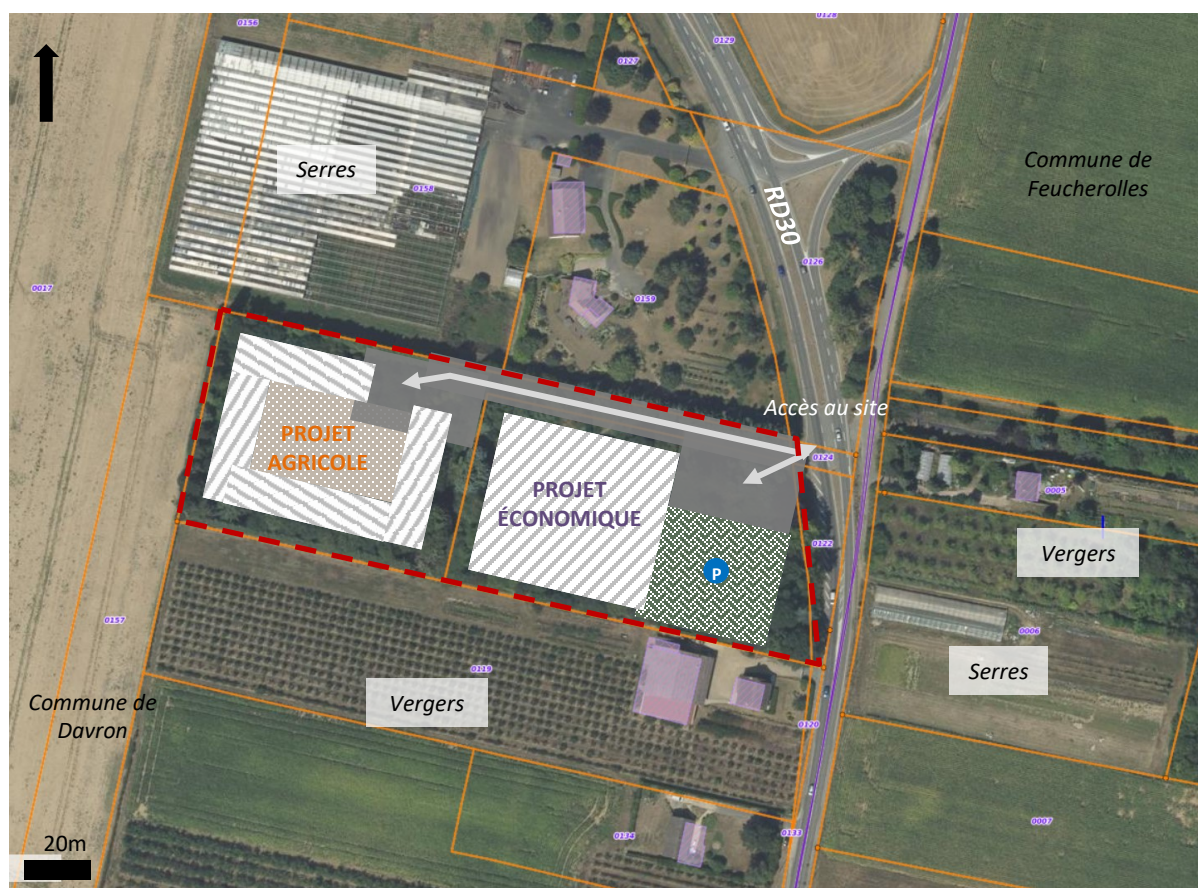 0156
0128
0129
0127
Serres
0158
RD30
Commune de
Feucherolles
0126
0017
0159
Accès au site
0124
PROJET
AGRICOLE
PROJET
ÉCONOMIQUE
0005
0122
Vergers
P
0157
0006
0119
Serres
Vergers
Commune de
Davron
0120
0007
0134
0133
20m